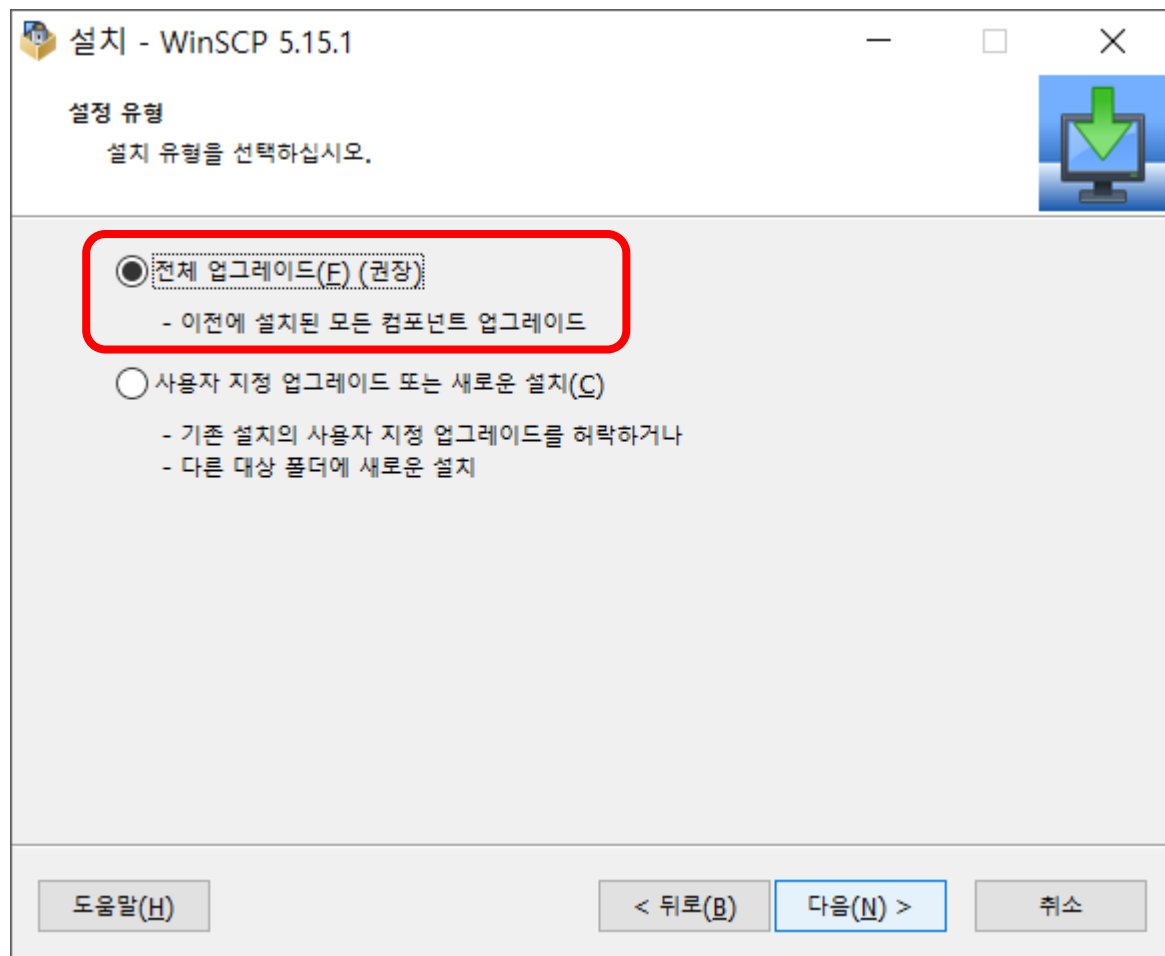 설치 - WinSCP 5.15.1
설정 유형
설치 유형을 선택하십시오.
전체 업그레이드(F) (권장)
- 이전에 설치된 모든 컴포넌트 업그레이드
사용자 지정 업그레이드 또는 새로운 설치(C)
- 기존 설치의 사용자 지정 업그레이드를 허락하거나
- 다른 대상 폴더에 새로운 설치
도움말(H)
< 뒤로(B)
다음(N) >
취소